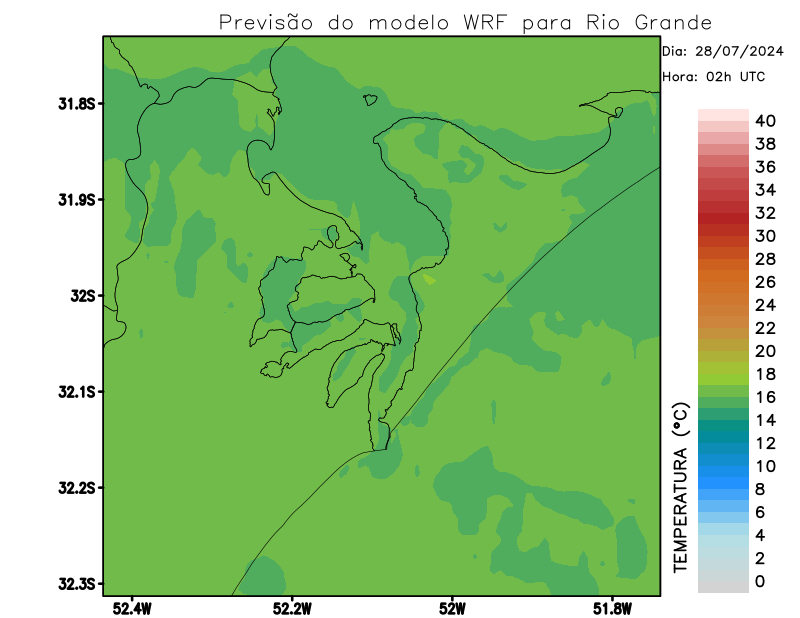 Previsão do modelo WRF para Rio Grande
Dia: 28/07/2024
Hora: 02h UTC
31.8S
31.9S
32S
32.1S
32.2S
32.3S
52.4W
52.2W
52W
51.8W
TEMPERATURA (°C)
40
38
36
34
32
30
28
26
24
22
20
18
16
14
12
10
8
6
4
2
0